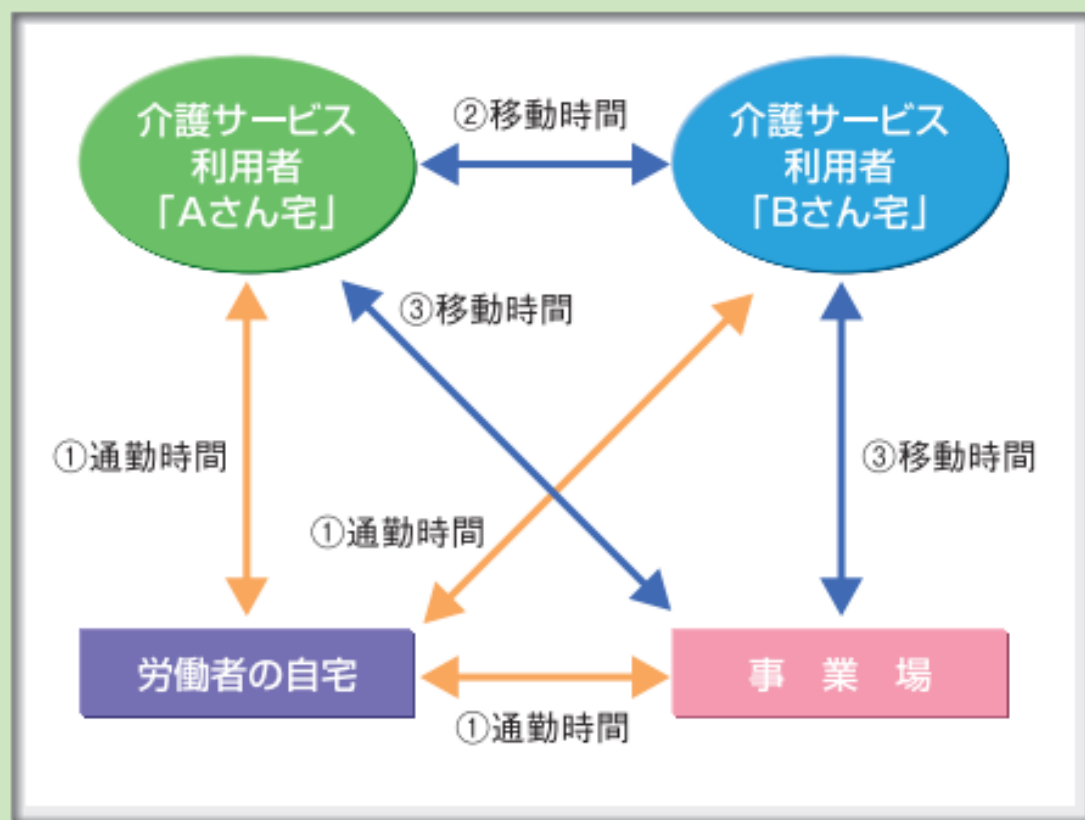 介護サービス
利用者
「Aさん宅」
②移動時間
介護サービス
利用者
「Bさん宅」
③移動時間
①通勤時間
③移動時間
①通勤時間
労働者の自宅
事 業 場
①通勤時間